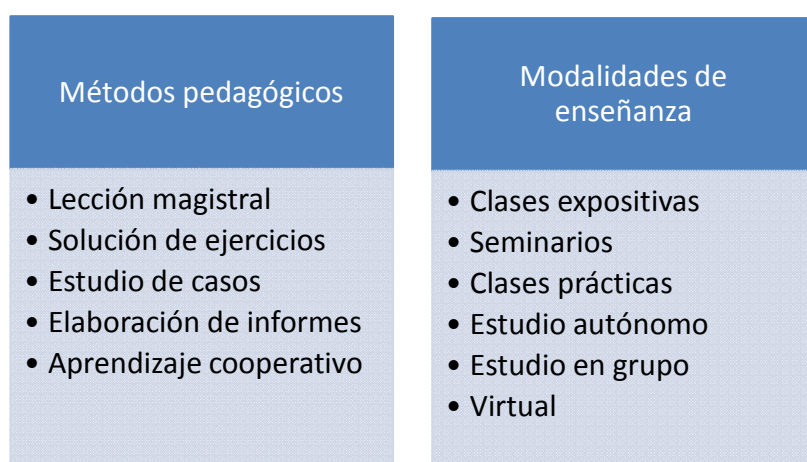 Métodos pedagógicos
• Lección magistral
• Solución de ejercicios
• Estudio de casos
• Elaboración de informes
• Aprendizaje cooperativo
Modalidades de
enseñanza
• Clases expositivas
• Seminarios
• Clases prácticas
• Estudio autónomo
• Estudio en grupo
• Virtual